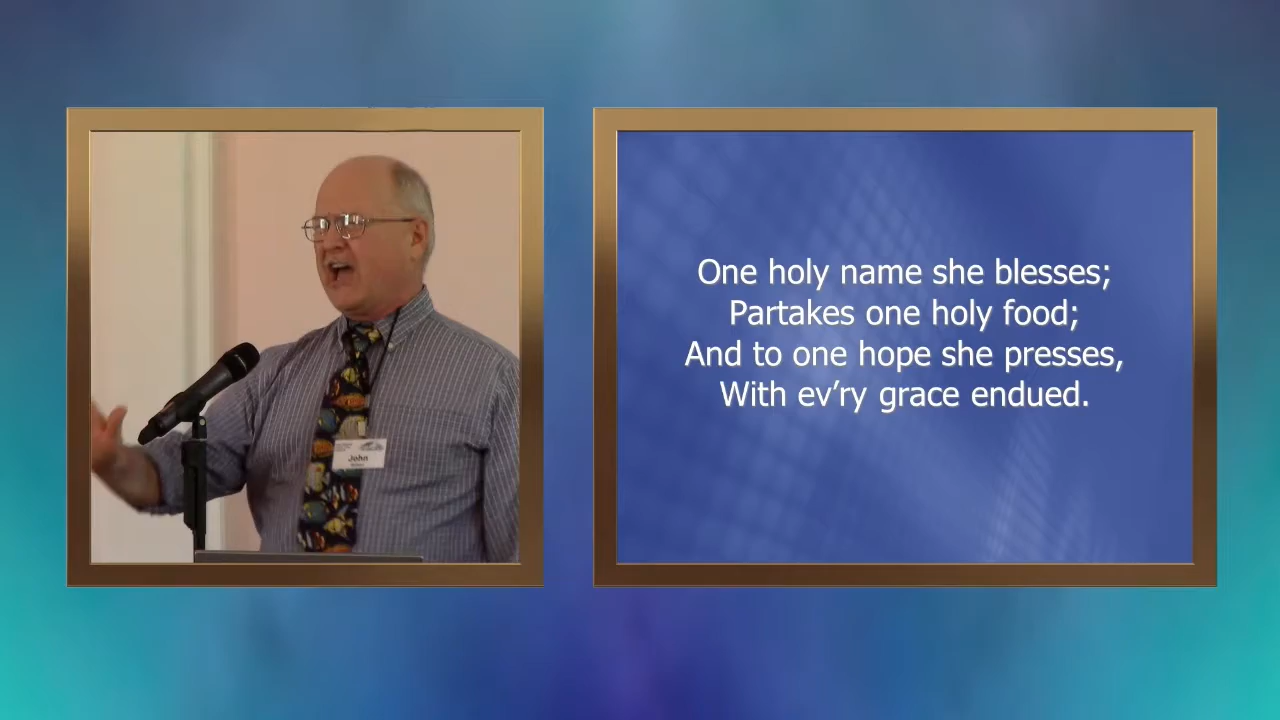 John
One holy name she blesses;
Partakes one holy food;
And to one hope she presses,
With ev’ry grace endued.